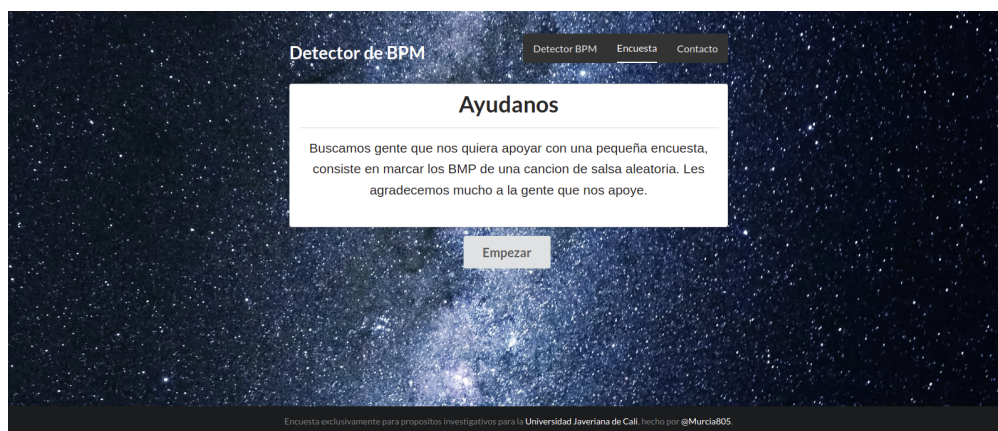 Detector de BPM
Detector BPM Encuesta Contacto
Ayudanos
Buscamos gente que nos quiera apoyar con una pequeña encuesta,
consiste en marcar los BMP de una cancion de salsa aleatoria. Les
agradecemos mucho a la gente que nos apoye.
Empezar
Encuesta exclusivamente para propositos investigativos para la Universidad Javeriana de Cali, hecho por @Murcia805.